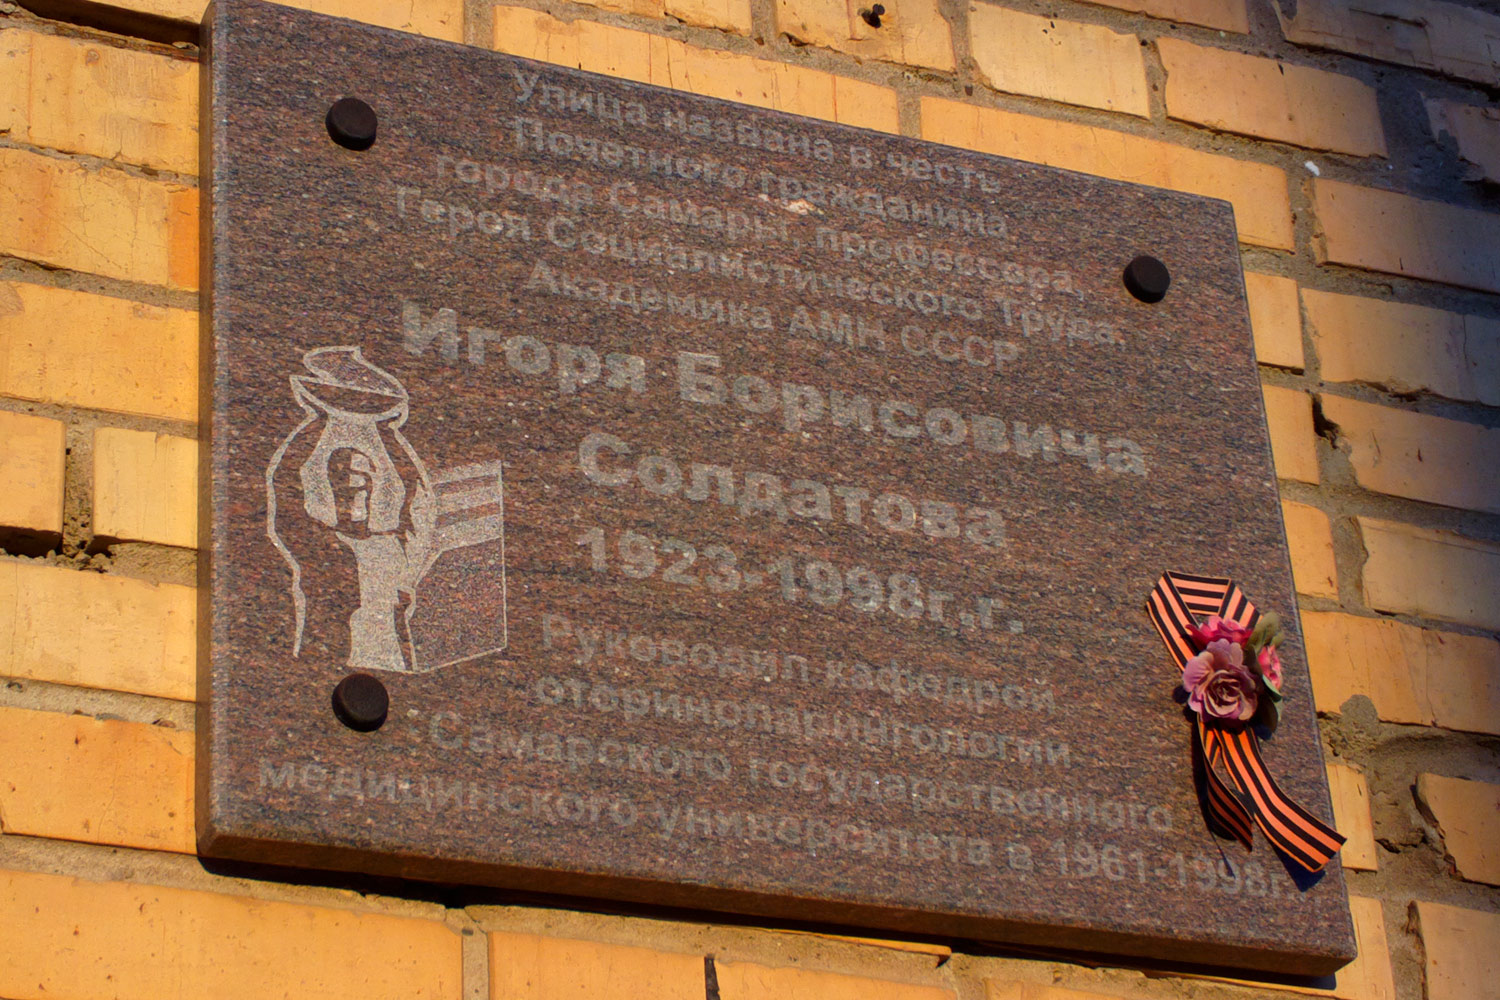 Улица названа в честь
Почетного гражданина
города Самары, профессора,
Героя Социалистического Труда,
Академика АМН СССР
Игоря Борисовича
Солдатова
1923-1998г.г.
Руководил кафедрой
оториноларингологии
Самарского государственного
медицинского университета в 1961-1998г.г.